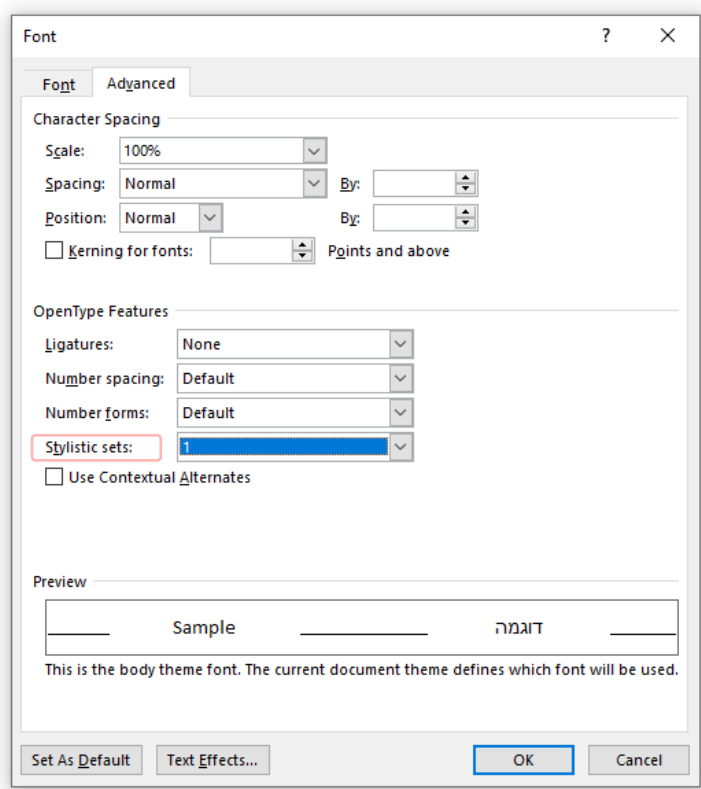 Font ?
Font Advanced
Character Spacing
Scale: 100%
Spacing: Normal By:
Position: Normal By:
Kerning for fonts: Points and above
OpenType Features
Ligatures: None
Number spacing: Default
Number forms: Default
Stylistic sets: 1
Use Contextual Alternates
Preview
Sample דוגמה
This is the body theme font. The current document theme defines which font will be used.
Set As Default Text Effects... OK Cancel